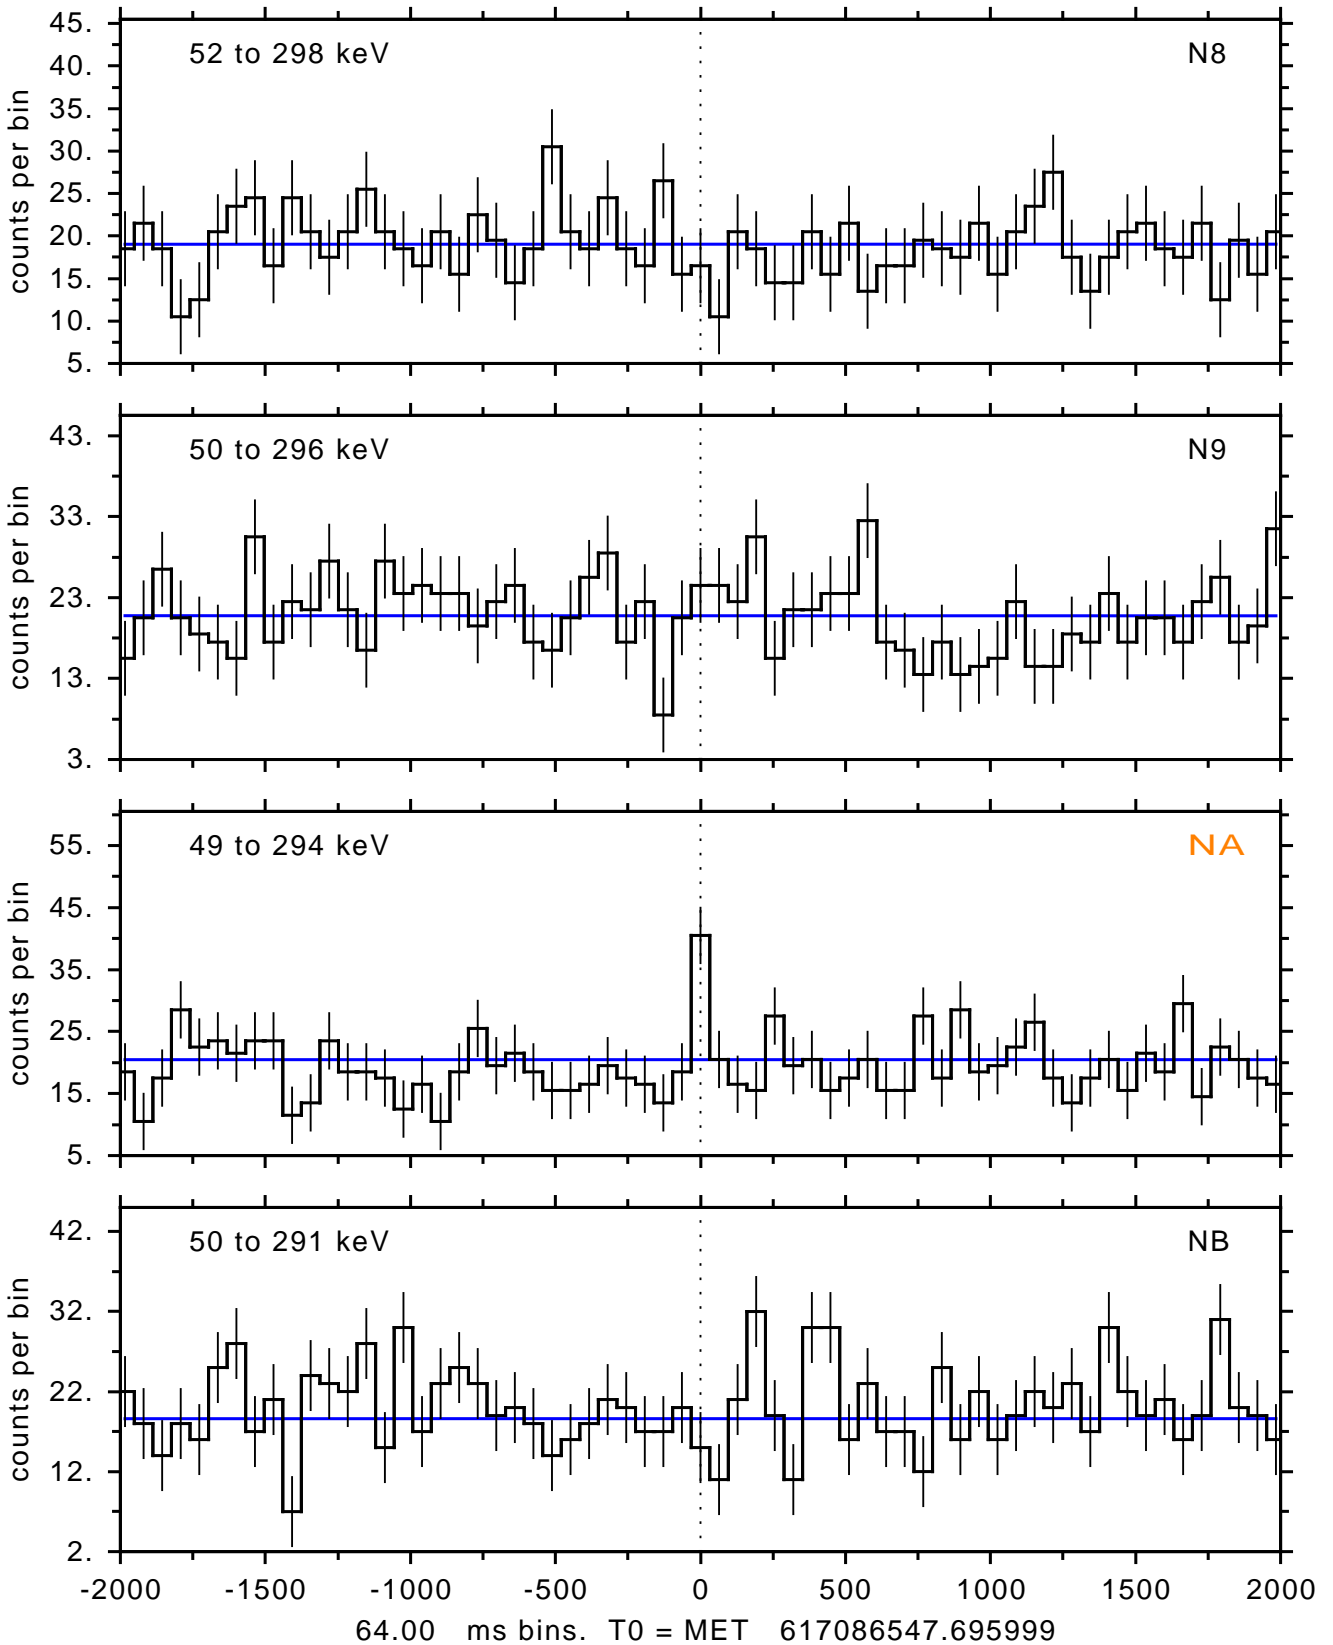 52 to 298 keV N8
45.
40.
35.
30.
25.
20.
15.
10.
5.
counts per bin
50 to 296 keV N9
43.
33.
23.
13.
3.
counts per bin
49 to 294 keV NA
55.
45.
35.
25.
15.
5.
counts per bin
50 to 291 keV NB
42.
32.
22.
12.
2.
counts per bin
-2000 -1500 -1000 -500 0 500 1000 1500 2000
64.00 ms bins. T0 = MET 617086547.695999